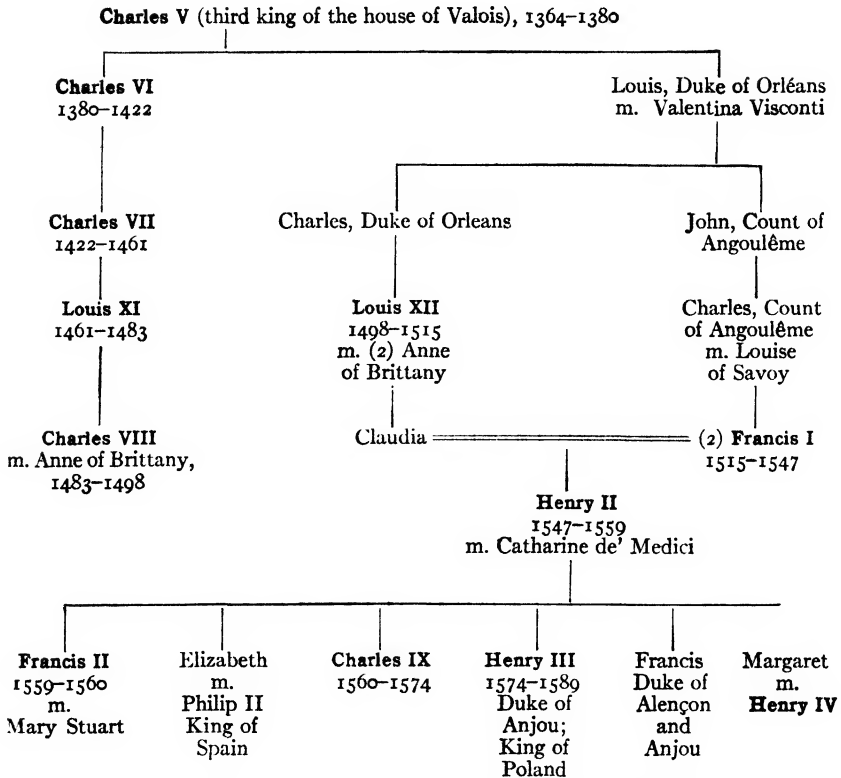 Charles V (third king of the house of Valois), 1364–1380
Charles VI
1380–1422
Louis, Duke of Orléans
m. Valentina Visconti
Charles VII
1422–1461
Charles, Duke of Orleans
John, Count of
Angoulême
Louis XI
1461–1483
Louis XII
1498–1515
m. (2) Anne
of Brittany
Charles, Count
of Angoulême
m. Louise
of Savoy
Charles VIII
m. Anne of Brittany,
1483–1498
Claudia
(2) Francis I
1515–1547
Henry II
1547–1559
m. Catharine de' Medici
Francis II
1559–1560
m.
Mary Stuart
Elizabeth
m.
Philip II
King of
Spain
Charles IX
1560–1574
Henry III
1574–1589
Duke of
Anjou;
King of
Poland
Francis
Duke of
Alençon
and
Anjou
Margaret
m.
Henry IV